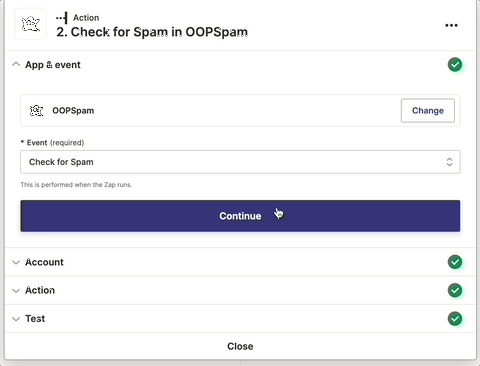 Action
2. Check for Spam in OOPSpam
App & event
OOPSpam
Change
* Event (required)
Check for Spam
This is performed when the Zap runs.
Continue
Account
Action
Test
Close